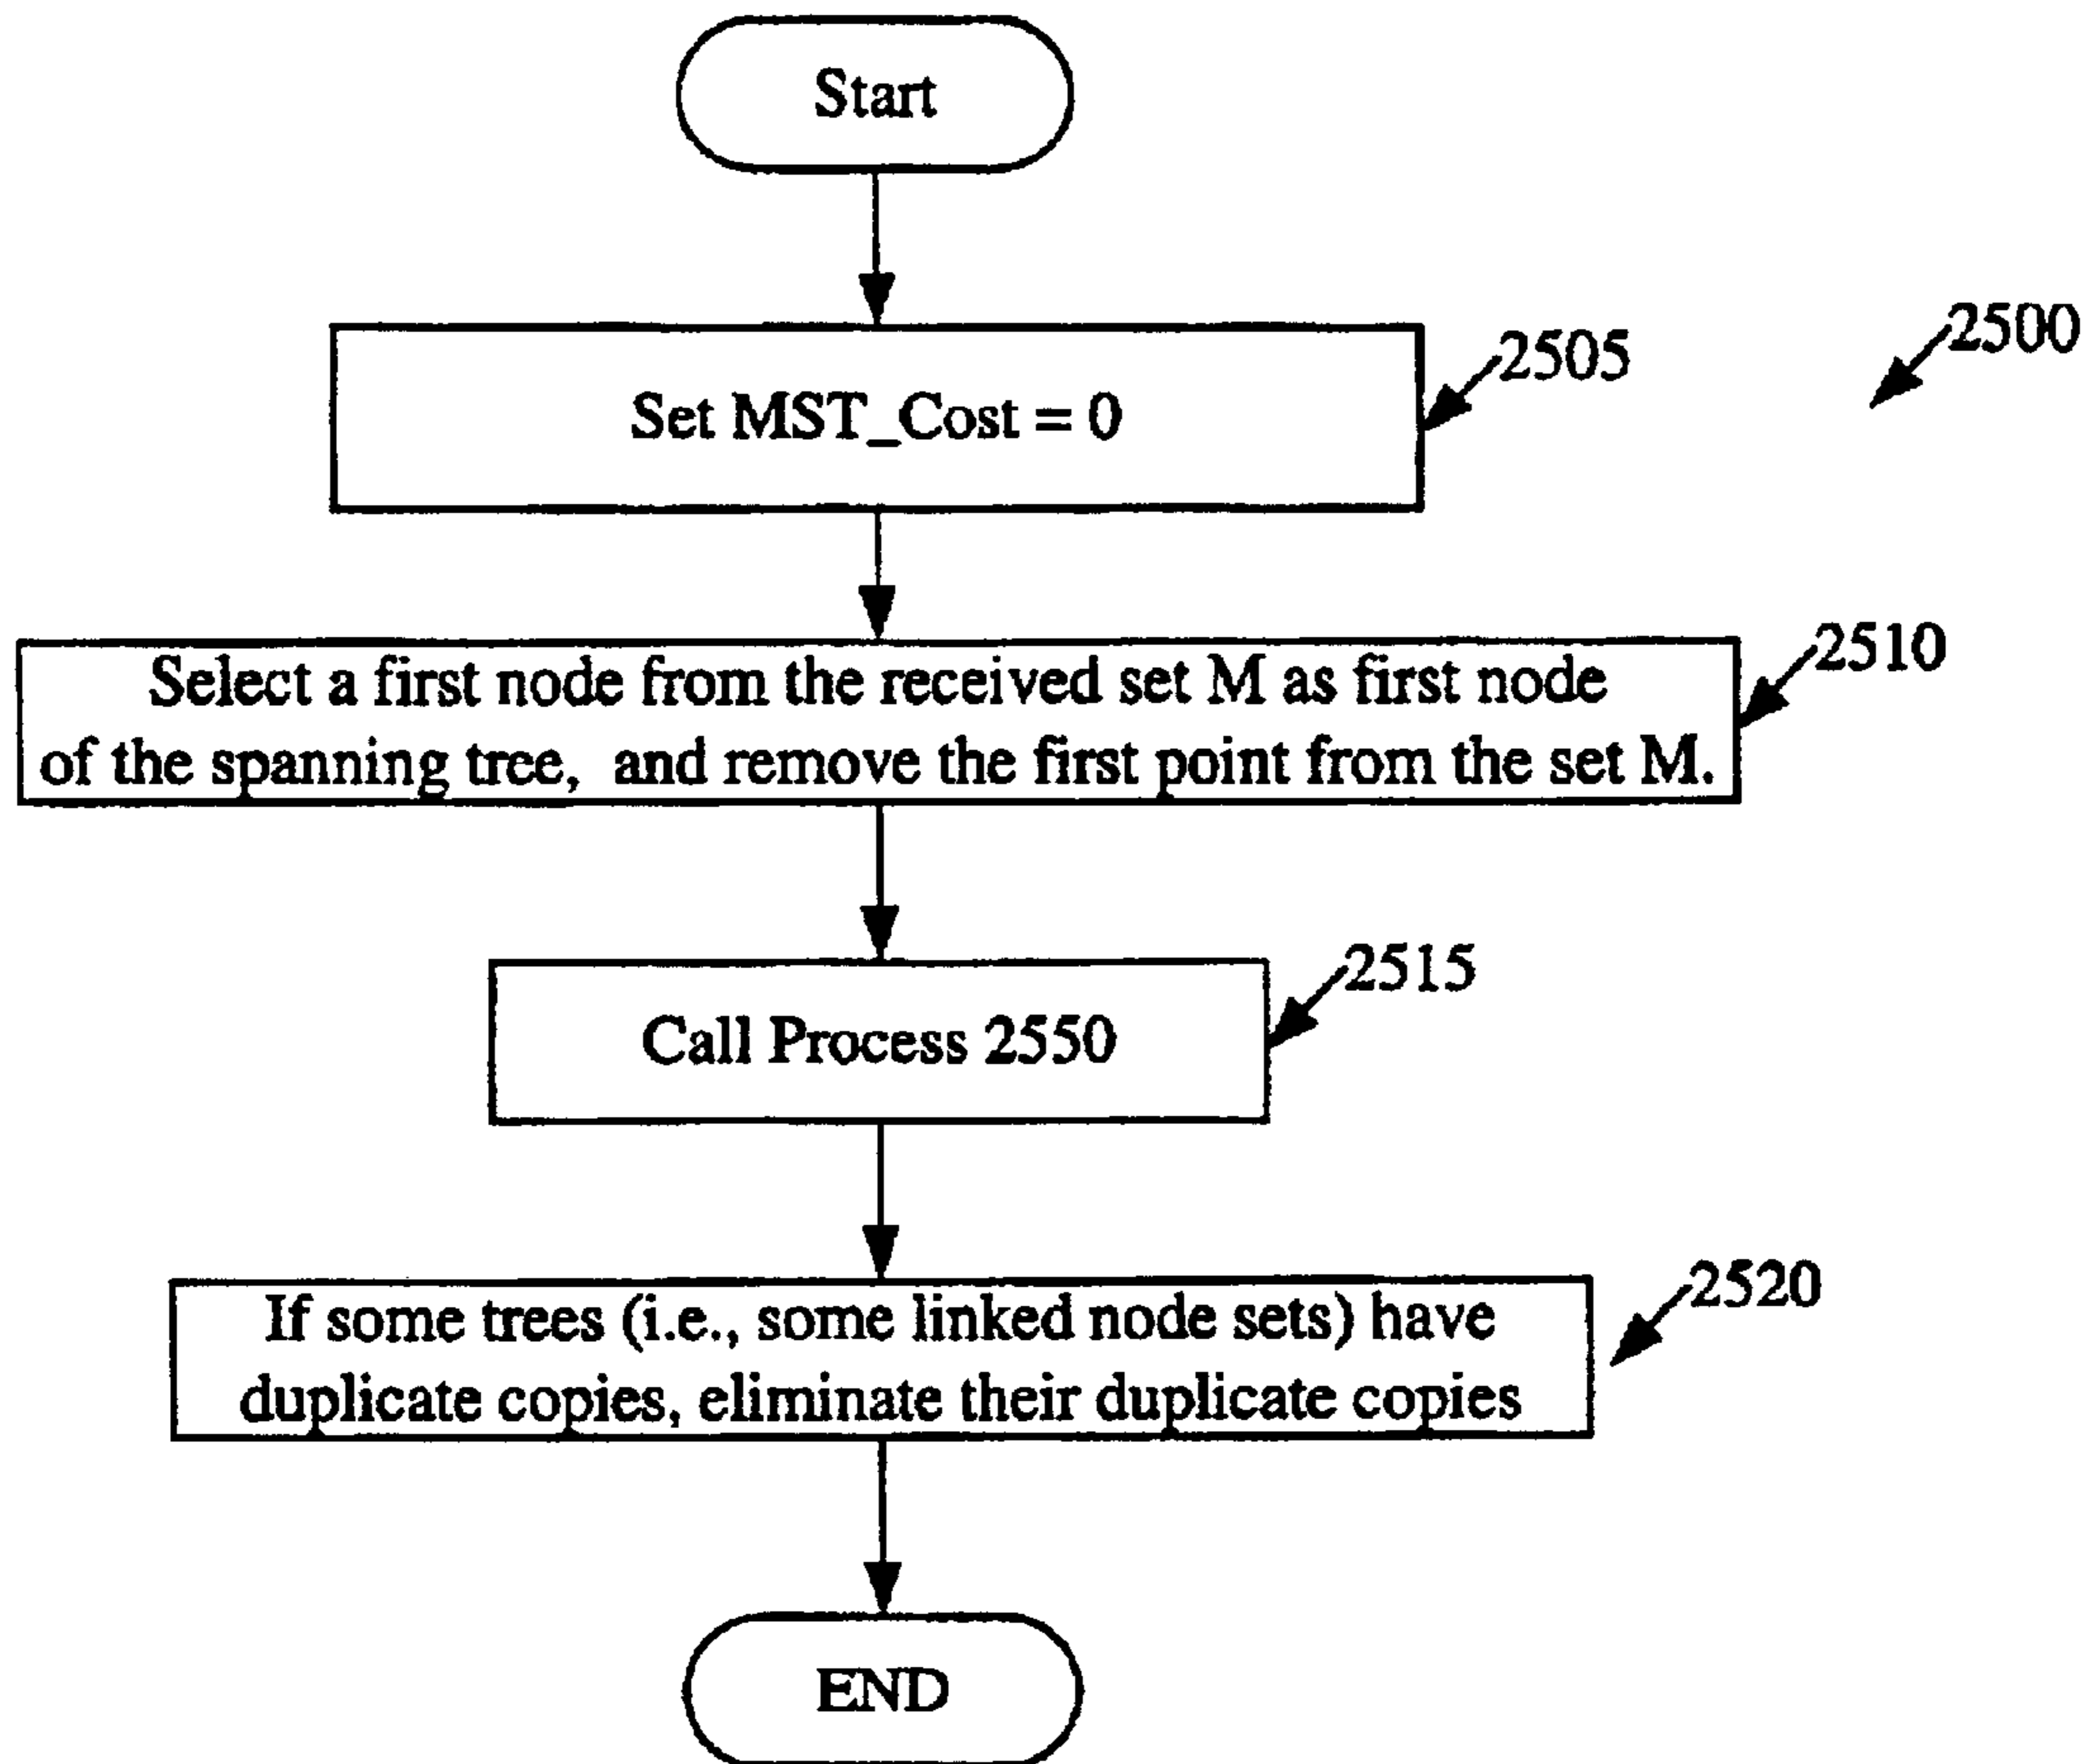 Start
2500
2505
Set MST_Cost = 0
2510
Select a first node from the received set M as first node
of the spanning tree, and remove the first point from the set M.
2515
Call Process 2550
2520
If some trees (i.e., some linked node sets) have
duplicate copies, eliminate their duplicate copies
END